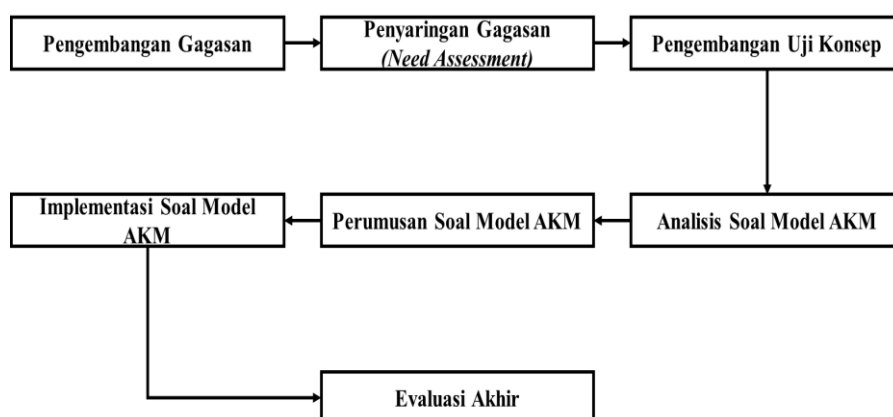 Pengembangan Gagasan
Penyaringan Gagasan
(Need Assessment)
Pengembangan Uji Konsep
Implementasi Soal Model
AKM
Perumusan Soal Model AKM
Analisis Soal Model AKM
Evaluasi Akhir